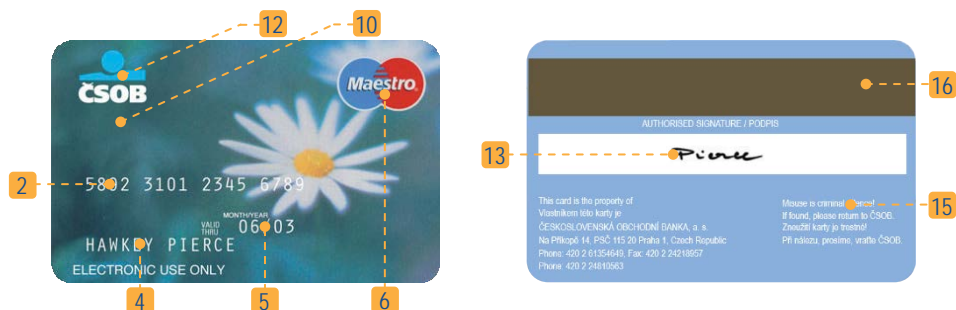 12
10
ČSOB
Maestro
2
5892 3101 2345 6789
MONTH/YEAR
VALID
THRU
06/03
HAWKEY PIERCE
ELECTRONIC USE ONLY
4
5
6
16
AUTHORISED SIGNATURE / PODPIS
13
Pierce
This card is the property of
Vlastníkem této karty je
ČESKOSLOVENSKÁ OBCHODNÍ BANKA, a. s.
Na Příkopě 14, PSČ 115 20 Praha 1, Czech Republic
Phone: 420 2 61354649, Fax: 420 2 24218957
Phone: 420 2 24810563
Misuse is criminal offence!
If found, please return to ČSOB.
Zneužití karty je trestné!
Při nálezu, prosíme, vraťte ČSOB.
15